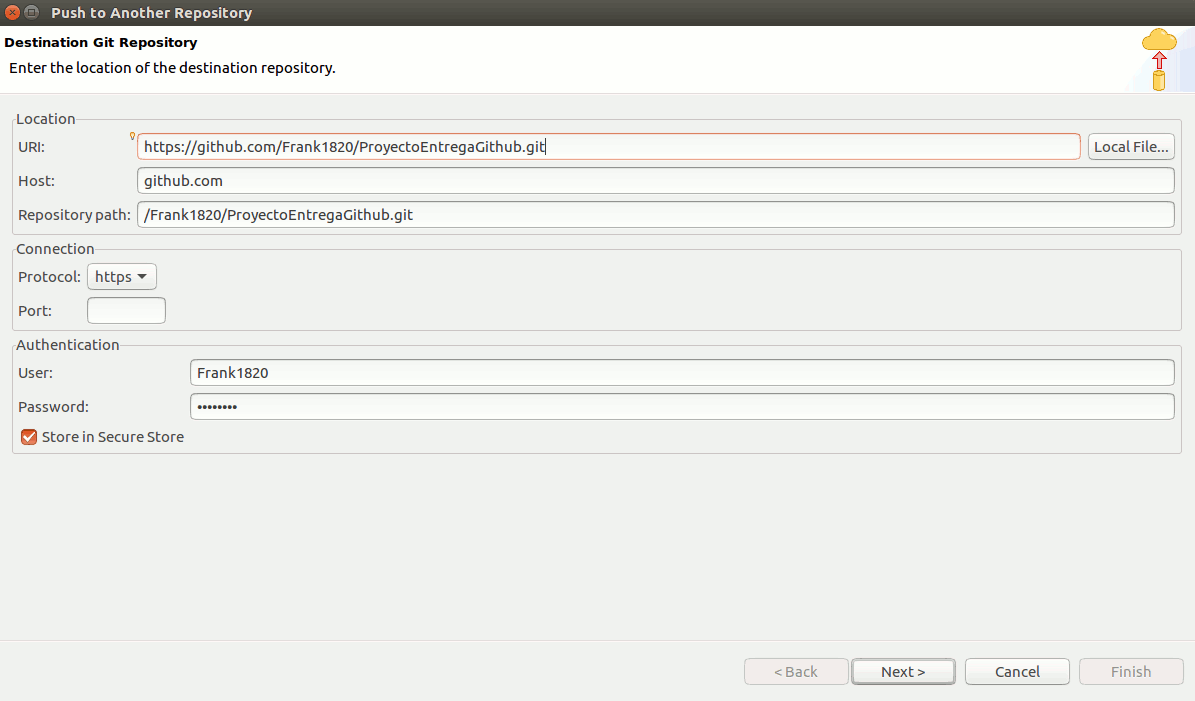 Push to Another Repository
Destination Git Repository
Enter the location of the destination repository.
Location
URI: https://github.com/Frank1820/ProyectoEntregaGithub.git Local File...
Host: github.com
Repository path: /Frank1820/ProyectoEntregaGithub.git
Connection
Protocol: https
Port:
Authentication
User: Frank1820
Password: ••••••••
Store in Secure Store
< Back Next > Cancel Finish